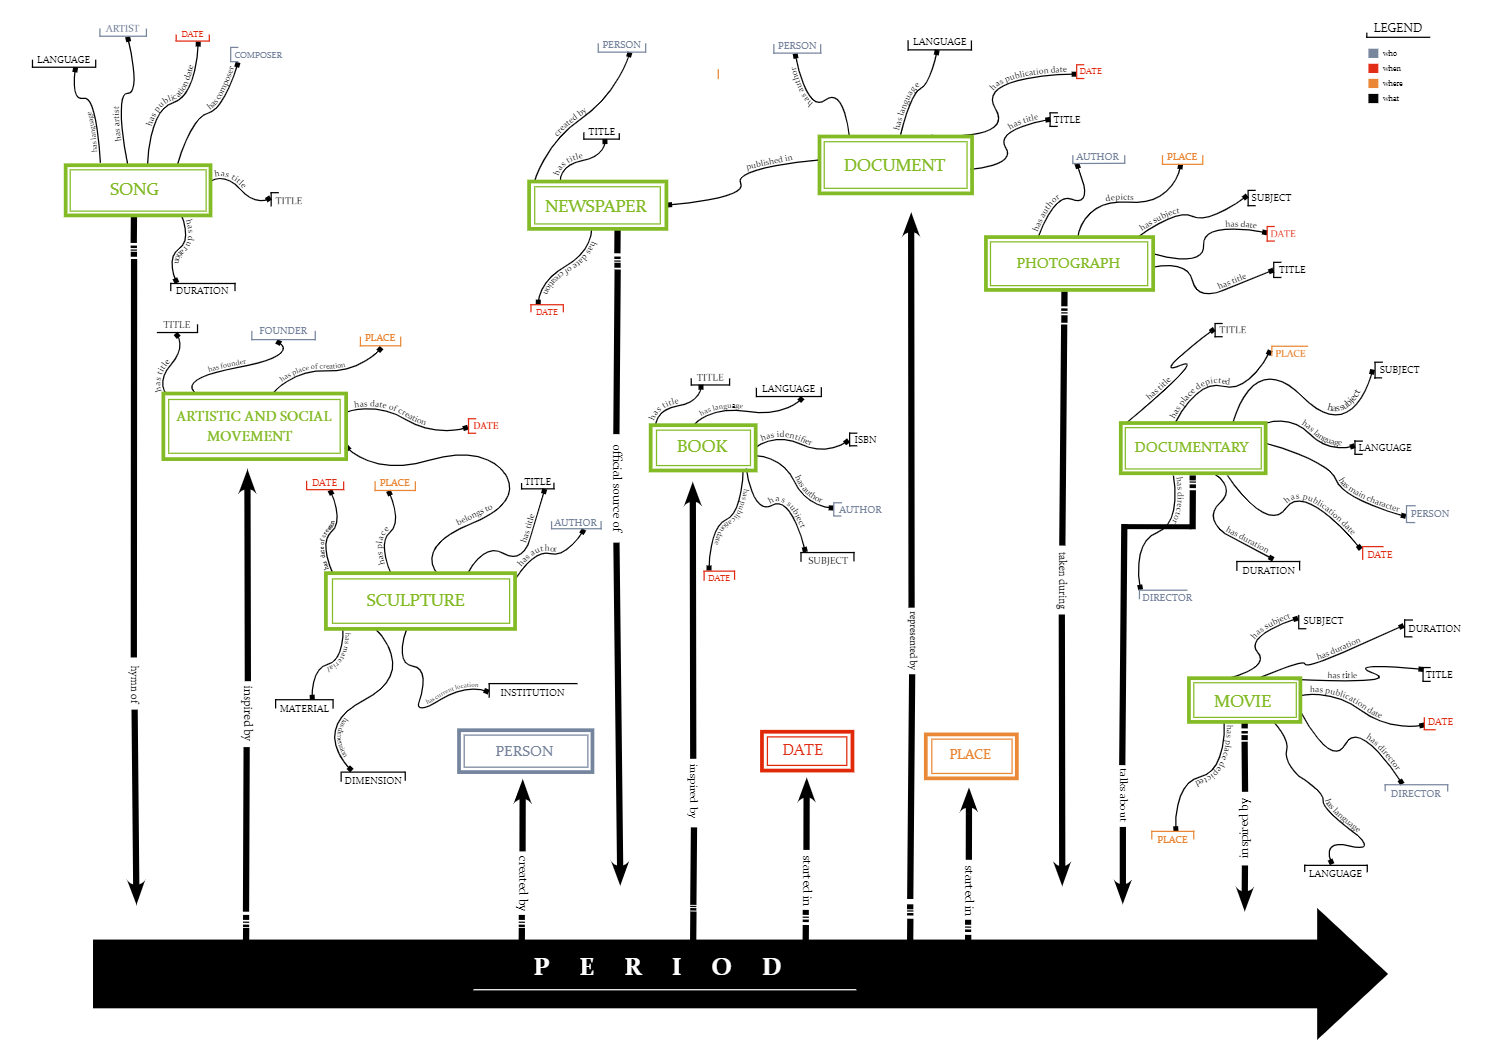 LEGEND
who
when
where
what
ARTIST
DATE
COMPOSER
LANGUAGE
has language
has artist
has publication date
has composer
SONG
has title
TITLE
has duration
DURATION
hymn of
PERSON
created by
TITLE
has title
NEWSPAPER
has date of creation
DATE
official source of
PERSON
has author
LANGUAGE
has language
has publication date
DATE
has title
TITLE
DOCUMENT
published in
AUTHOR
has author
PLACE
depicts
SUBJECT
has subject
has date
DATE
has title
TITLE
PHOTOGRAPH
taken during
TITLE
has title
FOUNDER
has founder
PLACE
has place of creation
ARTISTIC AND SOCIAL
MOVEMENT
has date of creation
DATE
inspired by
belongs to
DATE
has date of creation
PLACE
has place
TITLE
has title
AUTHOR
has author
SCULPTURE
has material
MATERIAL
has dimension
DIMENSION
has current location
INSTITUTION
TITLE
has title
LANGUAGE
has language
BOOK
has identifier
ISBN
has author
AUTHOR
has subject
SUBJECT
has publication date
DATE
inspired by
represented by
TITLE
has title
PLACE
has place depicted
SUBJECT
has subject
has language
LANGUAGE
DOCUMENTARY
has main character
PERSON
has publication date
DATE
has duration
DURATION
has director
DIRECTOR
talks about
has subject
SUBJECT
has duration
DURATION
has title
TITLE
MOVIE
has publication date
DATE
has director
DIRECTOR
has language
LANGUAGE
has place depicted
PLACE
inspired by
PERSON
created by
DATE
started in
PLACE
started in
PERIOD